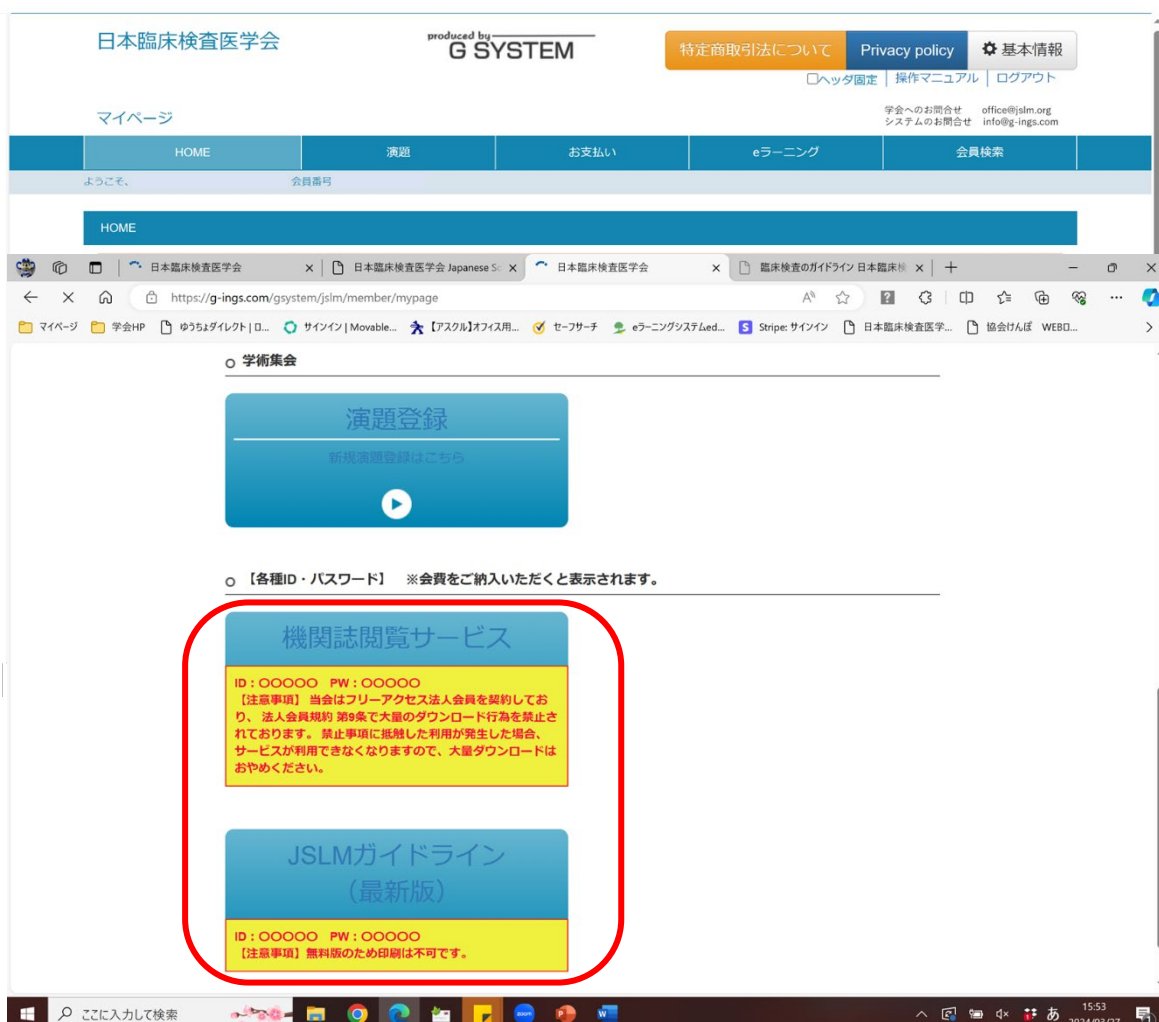 日本臨床検査医学会
produced by
G SYSTEM
特定商取引法について
Privacy policy
基本情報
ヘッダ固定 | 操作マニュアル | ログアウト
学会へのお問合せ office@jslm.org
システムのお問合せ info@g-ings.com
マイページ
HOME 演題 お支払い eラーニング 会員検索
ようこそ、 会員番号
HOME
日本臨床検査医学会 日本臨床検査医学会 Japanese So 日本臨床検査医学会 臨床検査のガイドライン 日本臨床検
https://g-ings.com/gsystem/jslm/member/mypage
マイページ 学会HP ゆうちょダイレクト | ロ... サインイン | Movable... 【アスクル】オフィス用... セーフサーチ eラーニングシステムed... Stripe: サインイン 日本臨床検査医学... 協会けんぽ WEBロ...
学術集会
演題登録
新規演題登録はこちら
【各種ID・パスワード】 ※会費をご納入いただくと表示されます。
機関誌閲覧サービス
ID：〇〇〇〇〇 PW：〇〇〇〇〇
【注意事項】 当会はフリーアクセス法人会員を契約してお
り、 法人会員規約 第9条で大量のダウンロード行為を禁止さ
れております。 禁止事項に抵触した利用が発生した場合、
サービスが利用できなくなりますので、大量ダウンロードは
おやめください。
JSLMガイドライン
（最新版）
ID：〇〇〇〇〇 PW：〇〇〇〇〇
【注意事項】無料版のため印刷は不可です。
ここに入力して検索
あ
15:53
2024/03/27